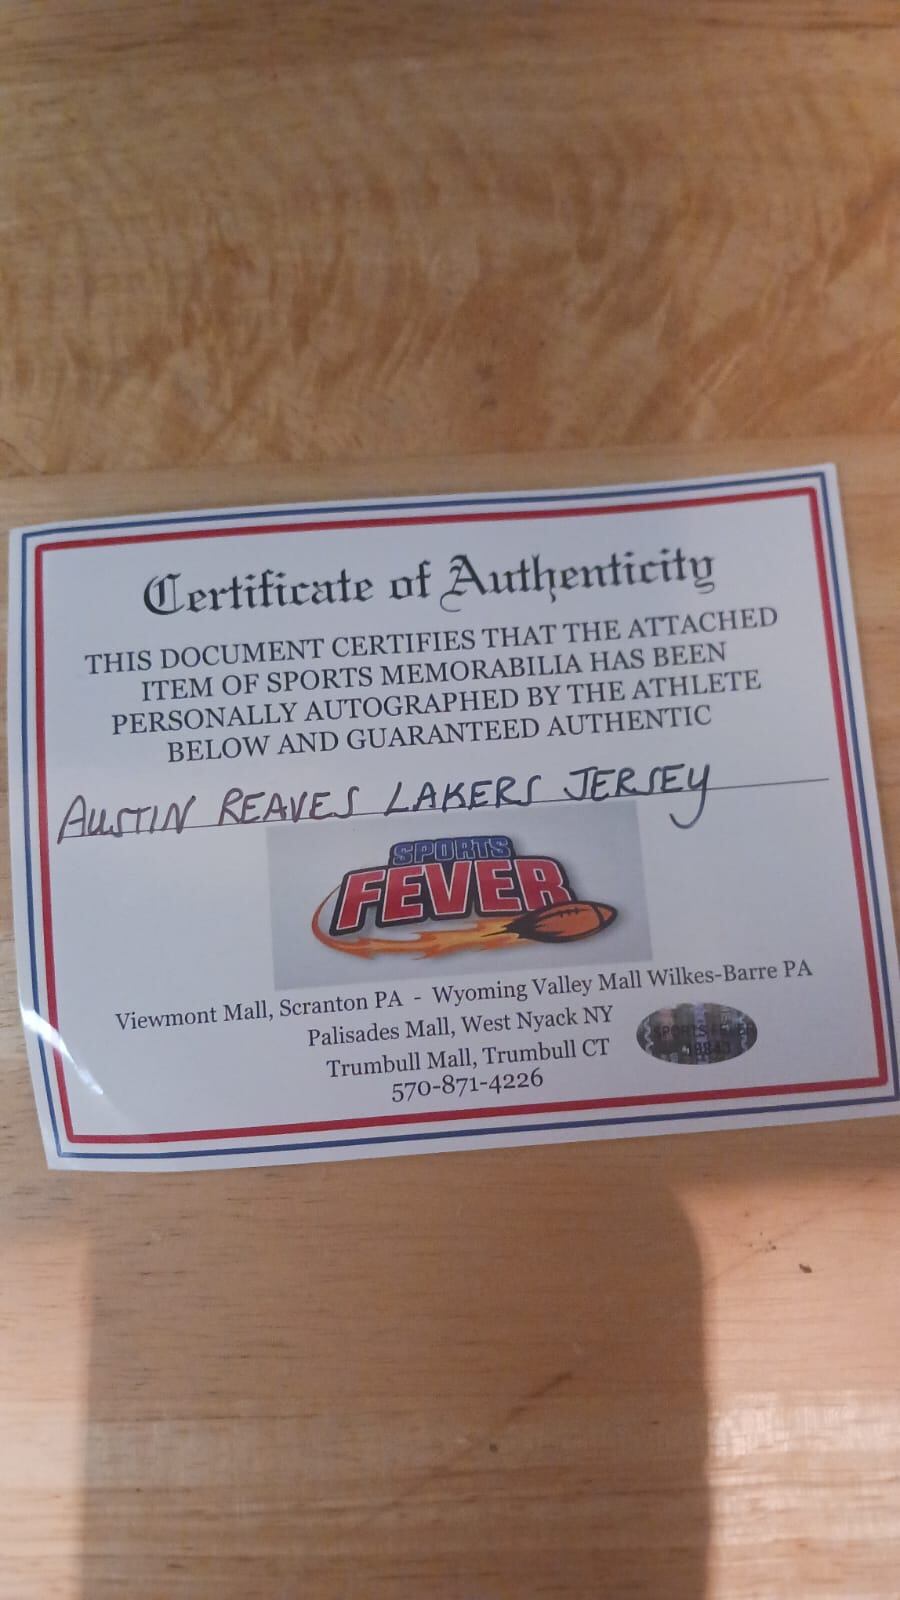 Certificate of Authenticity
THIS DOCUMENT CERTIFIES THAT THE ATTACHED
ITEM OF SPORTS MEMORABILIA HAS BEEN
PERSONALLY AUTOGRAPHED BY THE ATHLETE
BELOW AND GUARANTEED AUTHENTIC
AUSTIN REAVES LAKERS JERSEY
SPORTS
FEVER
Viewmont Mall, Scranton PA - Wyoming Valley Mall Wilkes-Barre PA
Palisades Mall, West Nyack NY
Trumbull Mall, Trumbull CT
570-871-4226
SPORTS FEVER